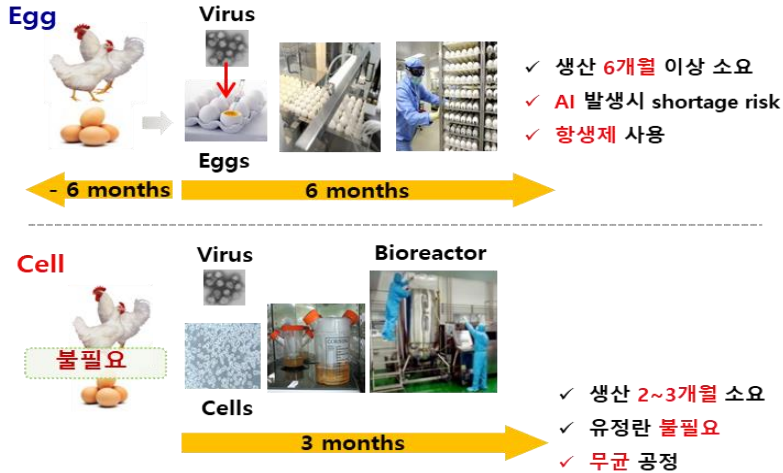 Egg
Virus
Eggs
- 6 months
6 months
✓ 생산 6개월 이상 소요
✓ AI 발생시 shortage risk
✓ 항생제 사용
Cell
불필요
Virus
Cells
Bioreactor
3 months
✓ 생산 2~3개월 소요
✓ 유정란 불필요
✓ 무균 공정